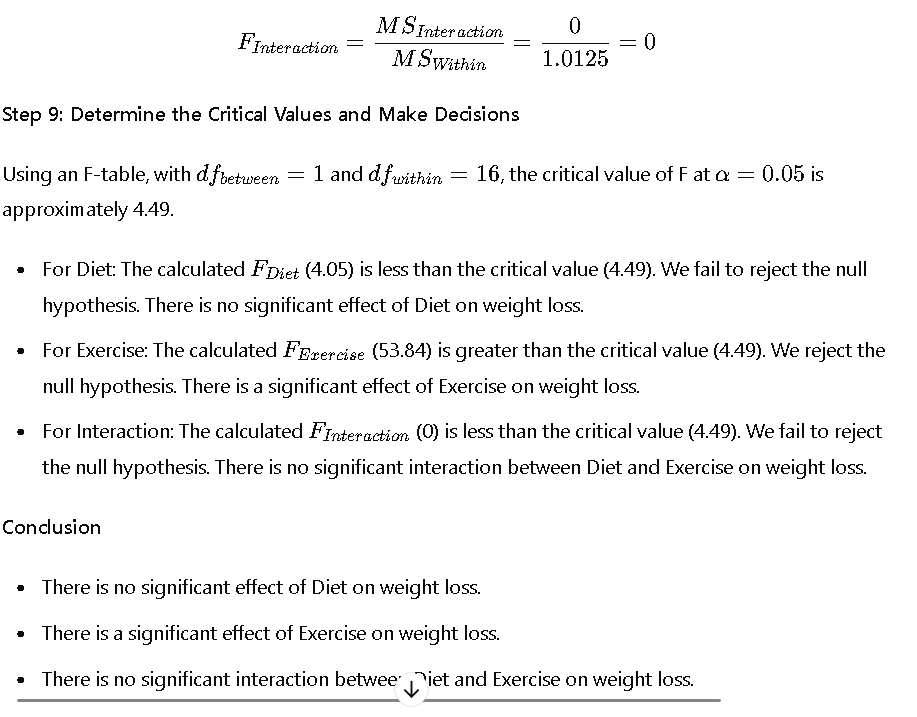 F_{Interaction} = \frac{MS_{Interaction}}{MS_{Within}} = \frac{0}{1.0125} = 0
Step 9: Determine the Critical Values and Make Decisions
Using an F-table, with df_{between} = 1 and df_{within} = 16, the critical value of F at α = 0.05 is
approximately 4.49.
• For Diet: The calculated F_{Diet} (4.05) is less than the critical value (4.49). We fail to reject the null
hypothesis. There is no significant effect of Diet on weight loss.
• For Exercise: The calculated F_{Exercise} (53.84) is greater than the critical value (4.49). We reject the
null hypothesis. There is a significant effect of Exercise on weight loss.
• For Interaction: The calculated F_{Interaction} (0) is less than the critical value (4.49). We fail to reject
the null hypothesis. There is no significant interaction between Diet and Exercise on weight loss.
Conclusion
• There is no significant effect of Diet on weight loss.
• There is a significant effect of Exercise on weight loss.
• There is no significant interaction between Diet and Exercise on weight loss.